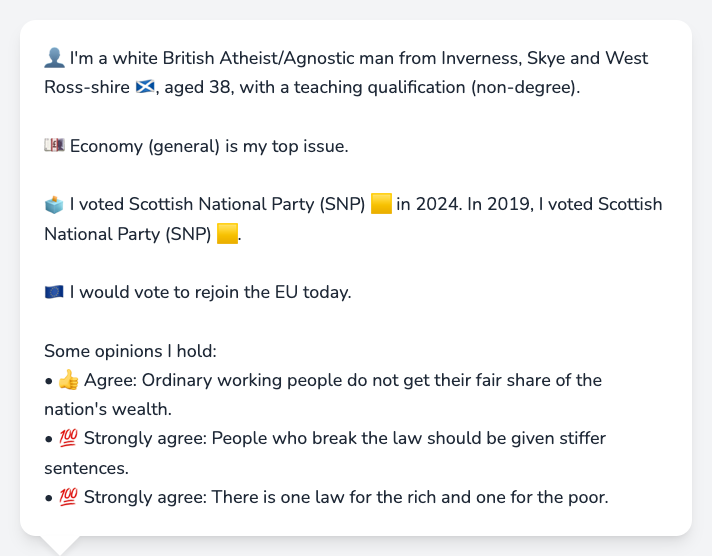 👤 I'm a white British Atheist/Agnostic man from Inverness, Skye and West
Ross-shire 🏴󠁧󠁢󠁳󠁣󠁴󠁿, aged 38, with a teaching qualification (non-degree).
💷 Economy (general) is my top issue.
🗳️ I voted Scottish National Party (SNP) 🟨 in 2024. In 2019, I voted Scottish
National Party (SNP) 🟨.
🇪🇺 I would vote to rejoin the EU today.
Some opinions I hold:
• 👍 Agree: Ordinary working people do not get their fair share of the
nation's wealth.
• 💯 Strongly agree: People who break the law should be given stiffer
sentences.
• 💯 Strongly agree: There is one law for the rich and one for the poor.